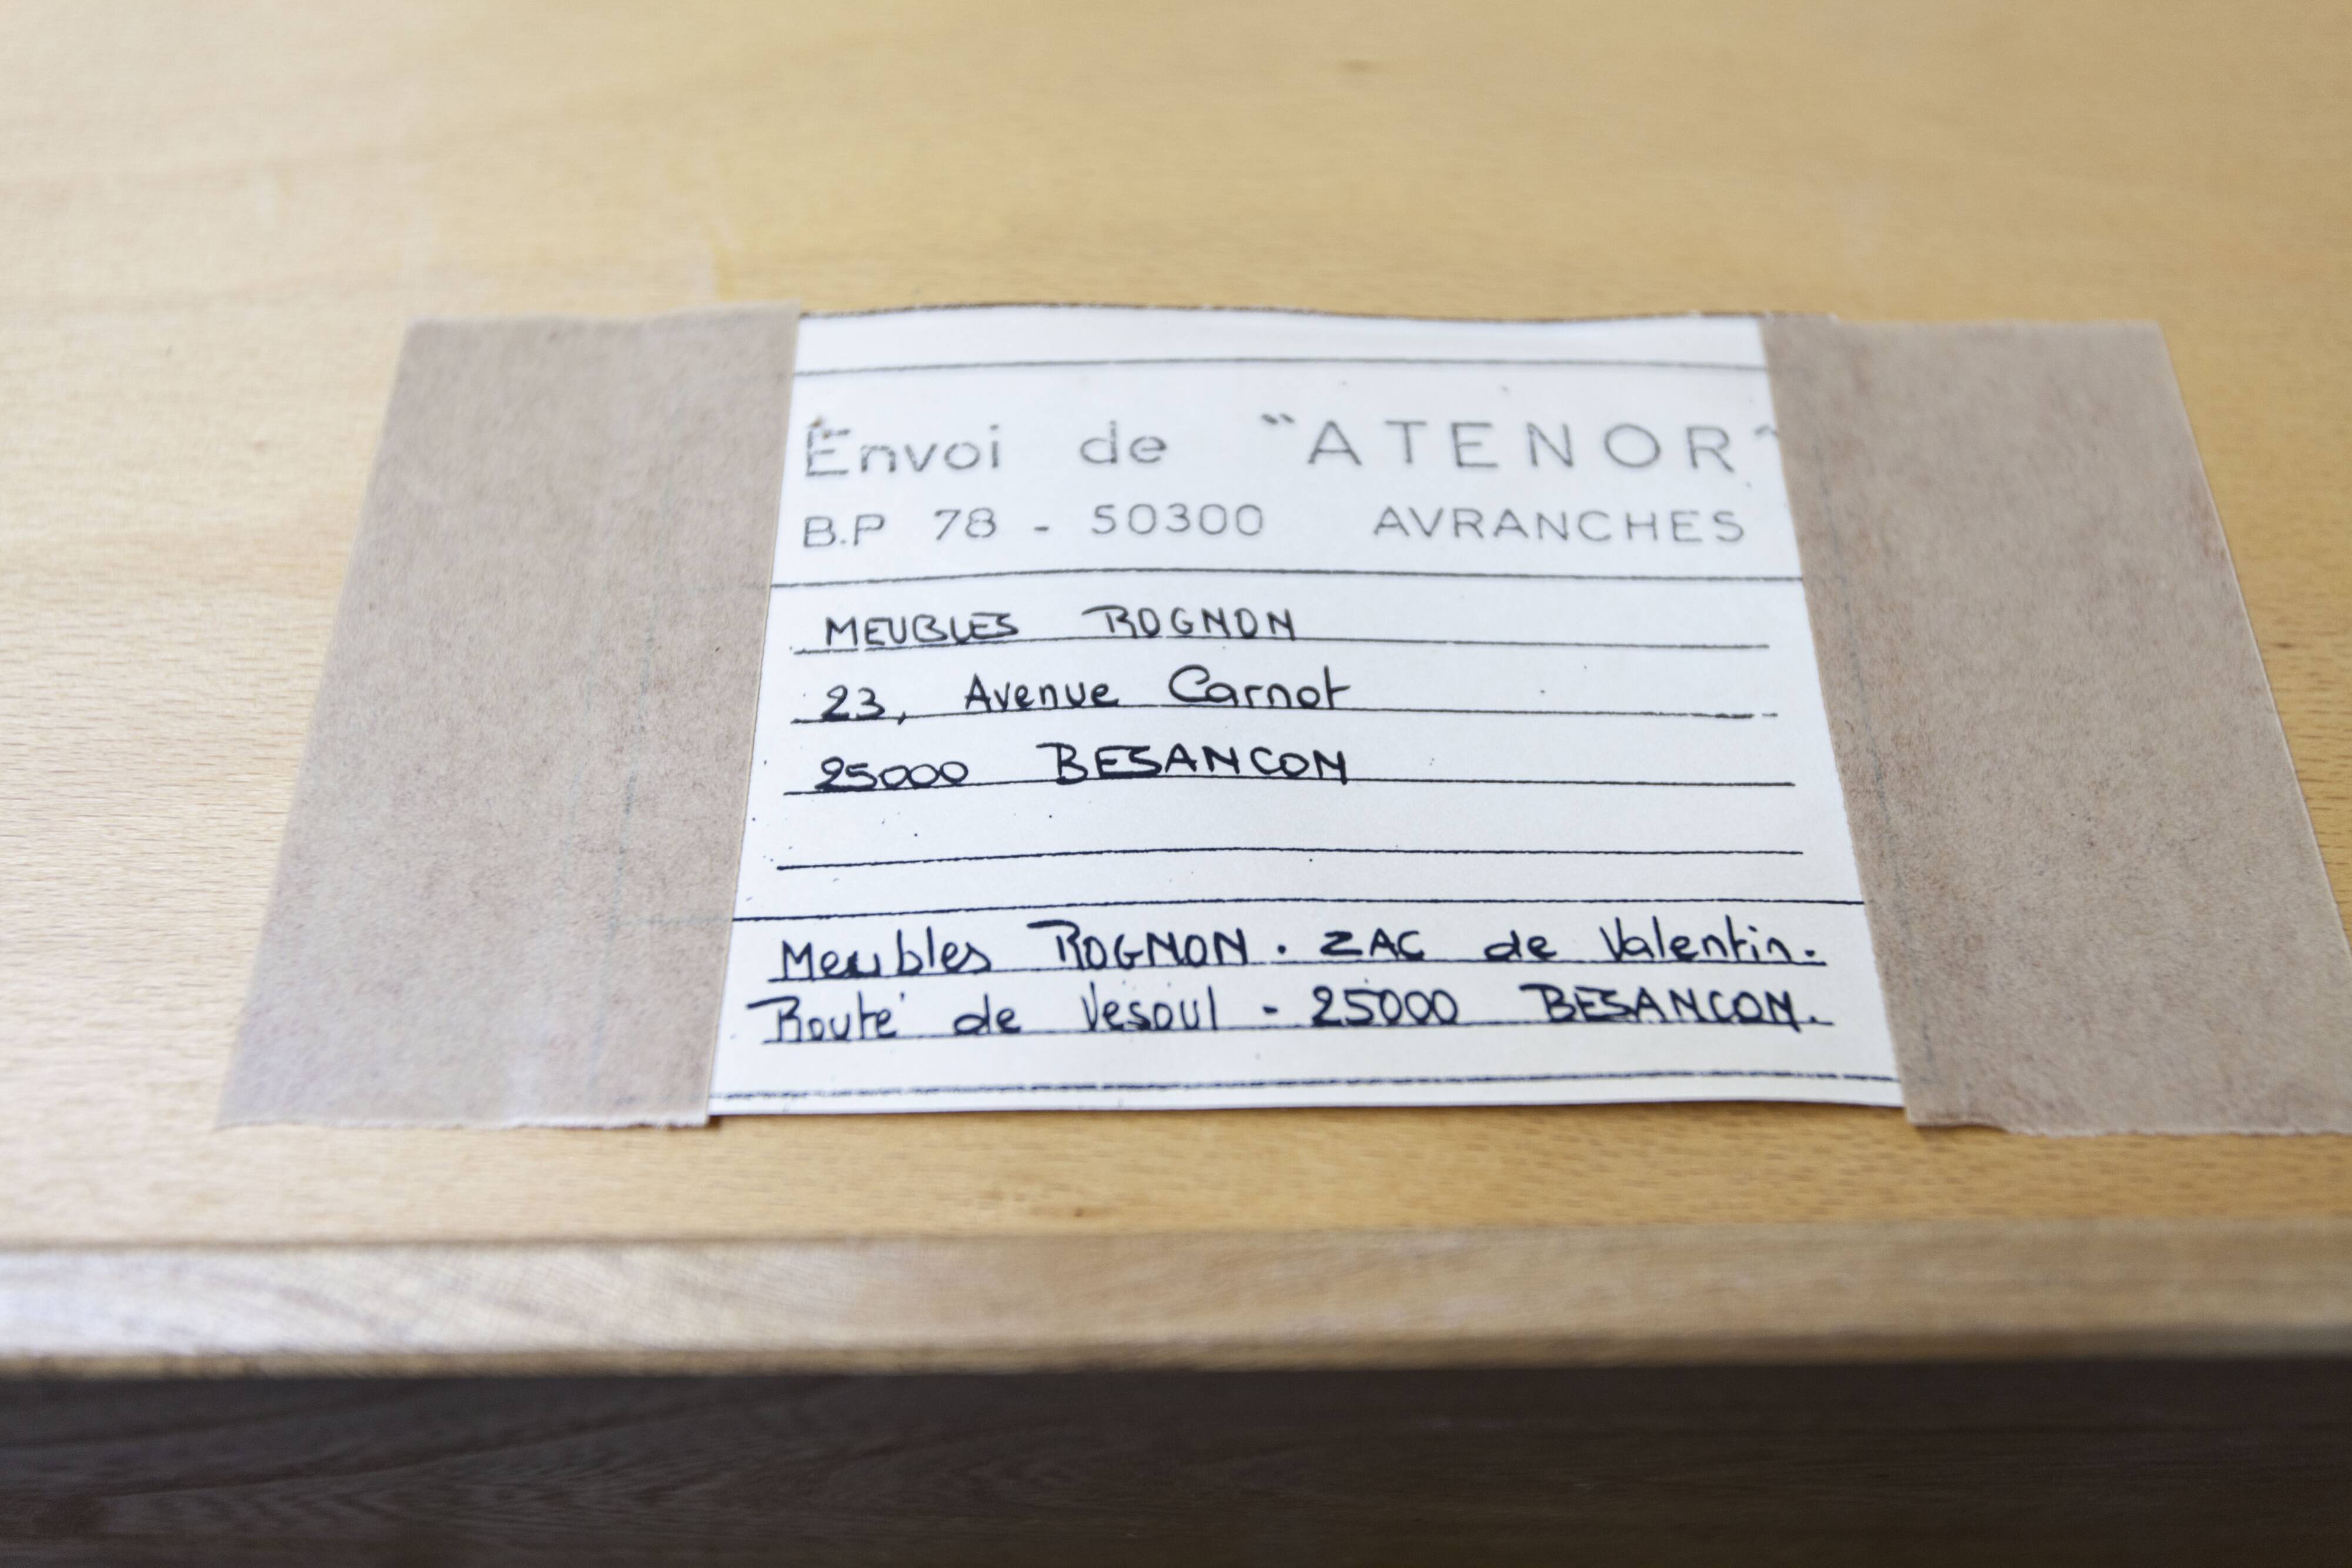 Envoi de "ATENOR"
B.P 78 - 50300 AVRANCHES
MEUBLES ROGNON
23, Avenue Carnot
25000 BESANCON
Meubles ROGNON. ZAC de Valentin.
Route de Vesoul - 25000 BESANCON.